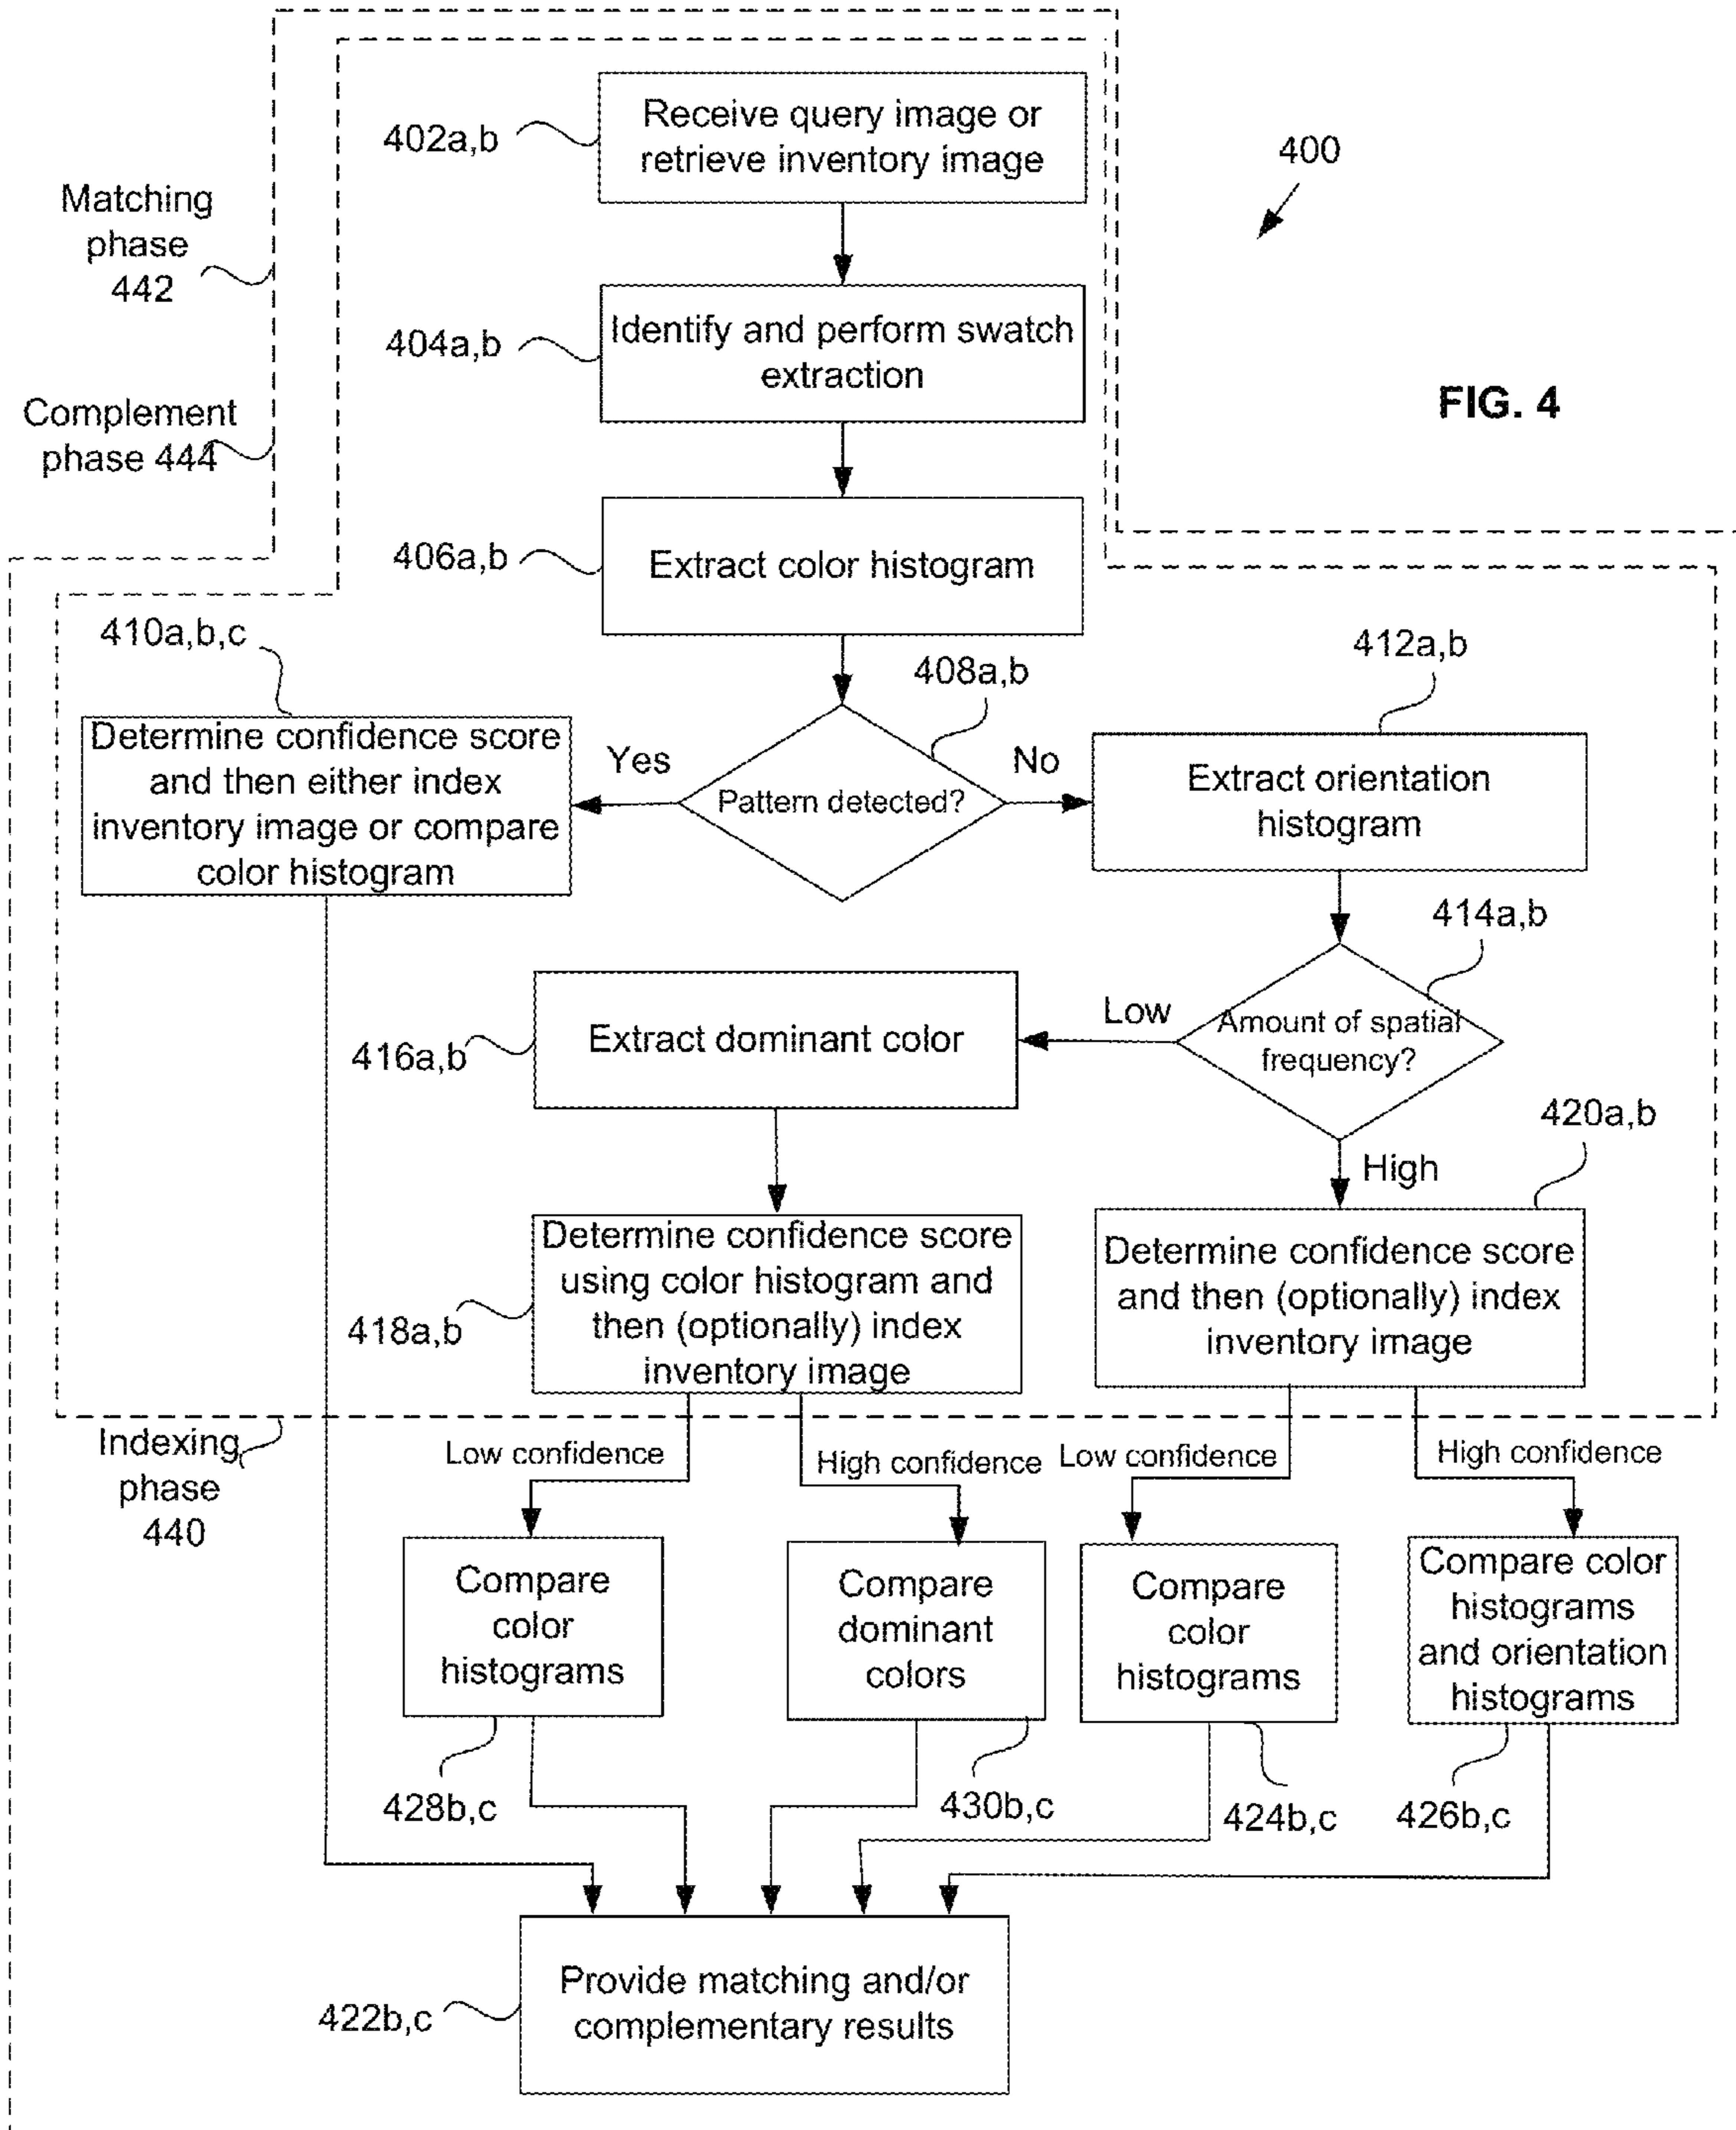 Receive query image or
retrieve inventory image
402a,b
400
Matching
phase
442
Identify and perform swatch
extraction
404a,b
FIG. 4
Complement
phase 444
Extract color histogram
406a,b
410a,b,c
408a,b
412a,b
Determine confidence score
and then either index
inventory image or compare
color histogram
Yes
Pattern detected?
No
Extract orientation
histogram
414a,b
Extract dominant color
416a,b
Low
Amount of spatial
frequency?
420a,b
High
Determine confidence score
using color histogram and
then (optionally) index
inventory image
418a,b
Determine confidence score
and then (optionally) index
inventory image
Indexing
phase
440
Low confidence
High confidence
Low confidence
High confidence
Compare
color
histograms
Compare
dominant
colors
Compare
color
histograms
Compare color
histograms
and orientation
histograms
428b,c
430b,c
424b,c
426b,c
Provide matching and/or
complementary results
422b,c